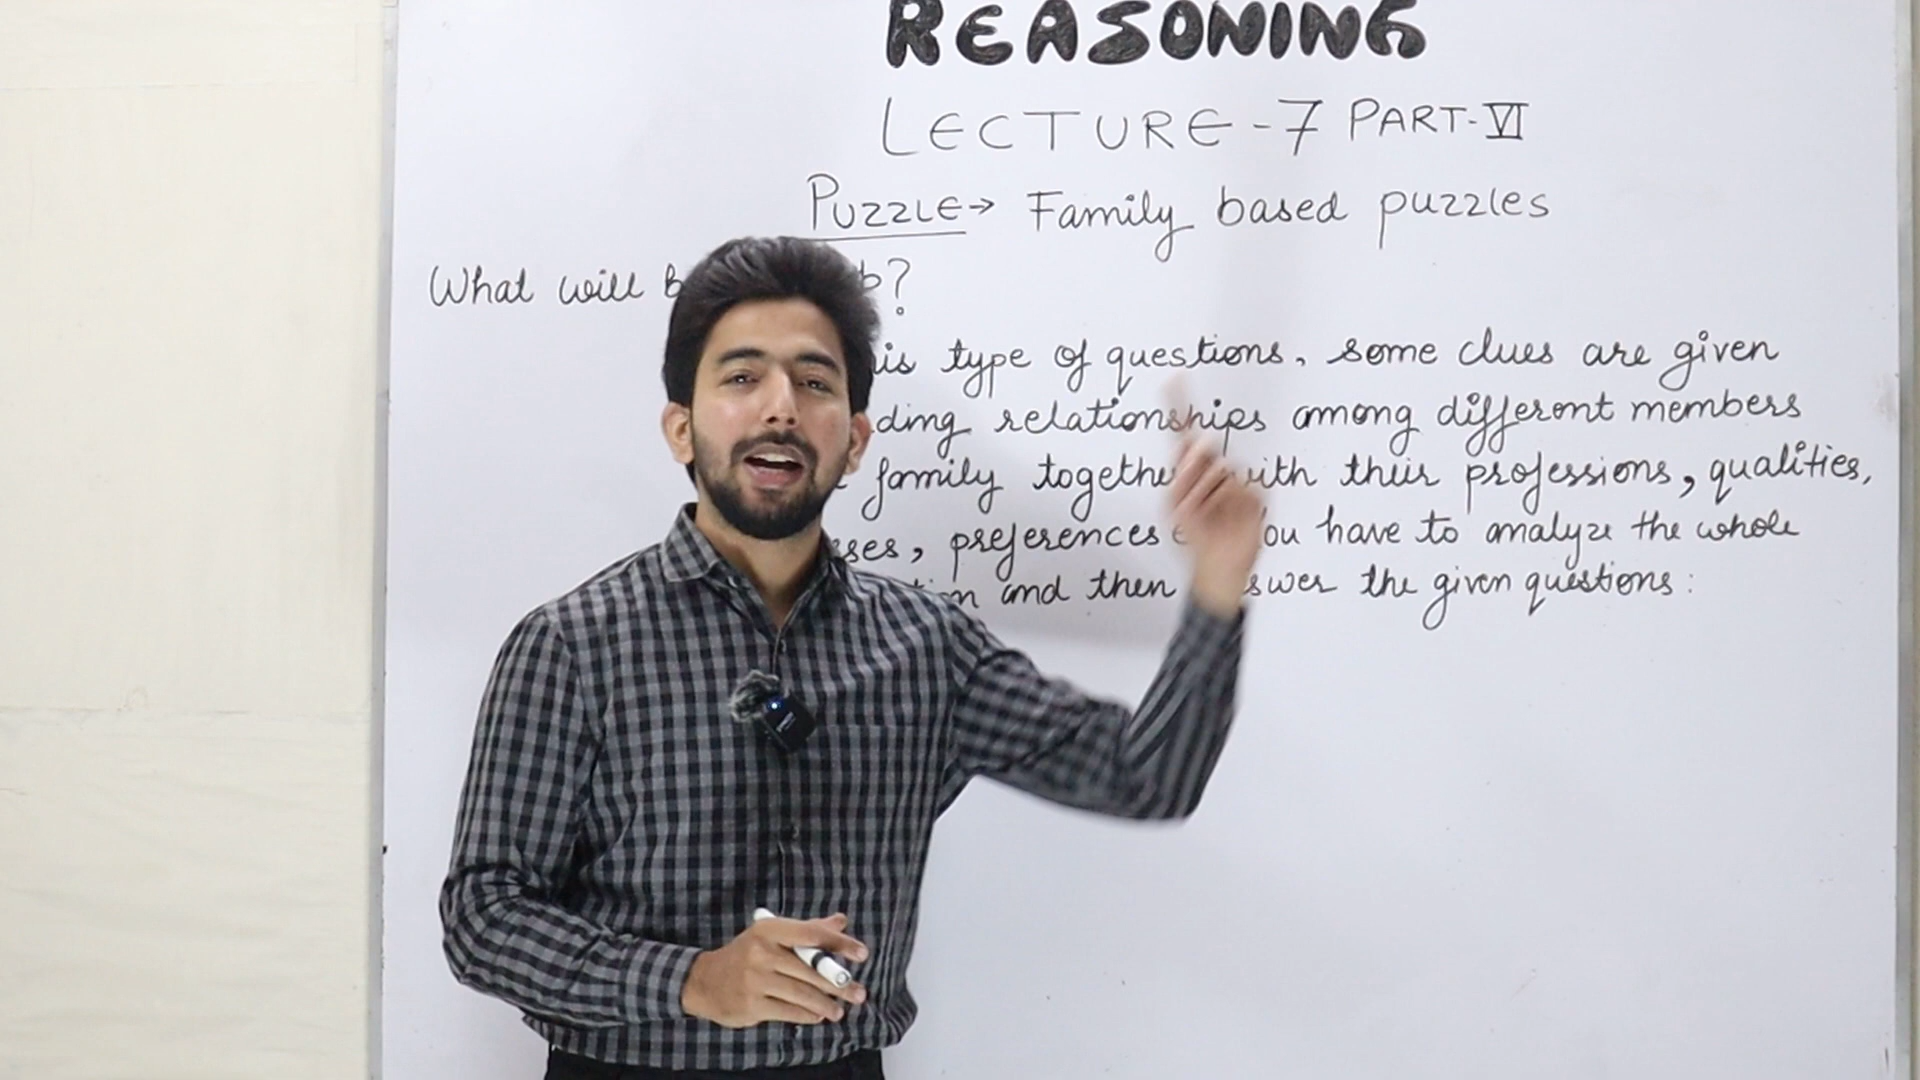 REASONING
LECTURE-7 PART-VI
PUZZLE→ Family based puzzles
What will b?
is type of questions, some clues are given
ding relationships among different members
family together with their professions, qualities,
sses, preferences ou have to analyze the whole
on and then swer the given questions: